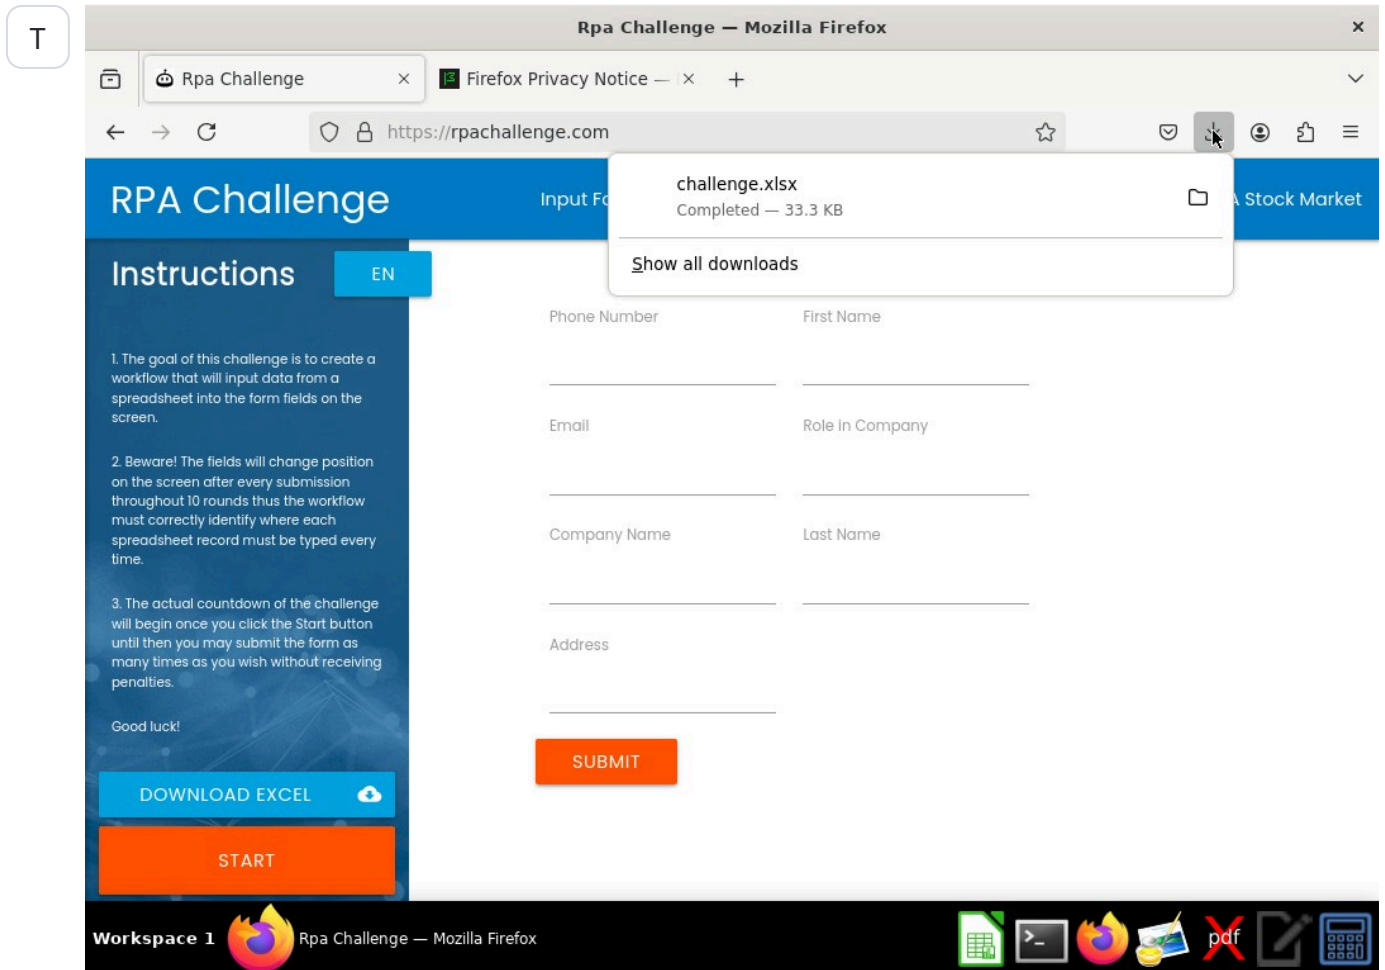 T
Rpa Challenge — Mozilla Firefox
Rpa Challenge
Firefox Privacy Notice —
https://rpachallenge.com
challenge.xlsx
Completed — 33.3 KB
Show all downloads
RPA Challenge
Input Fo
A Stock Market
Instructions
EN
1. The goal of this challenge is to create a
workflow that will input data from a
spreadsheet into the form fields on the
screen.
2. Beware! The fields will change position
on the screen after every submission
throughout 10 rounds thus the workflow
must correctly identify where each
spreadsheet record must be typed every
time.
3. The actual countdown of the challenge
will begin once you click the Start button
until then you may submit the form as
many times as you wish without receiving
penalties.
Good luck!
DOWNLOAD EXCEL
START
Phone Number
First Name
Email
Role in Company
Company Name
Last Name
Address
SUBMIT
Workspace 1
Rpa Challenge — Mozilla Firefox
pdf